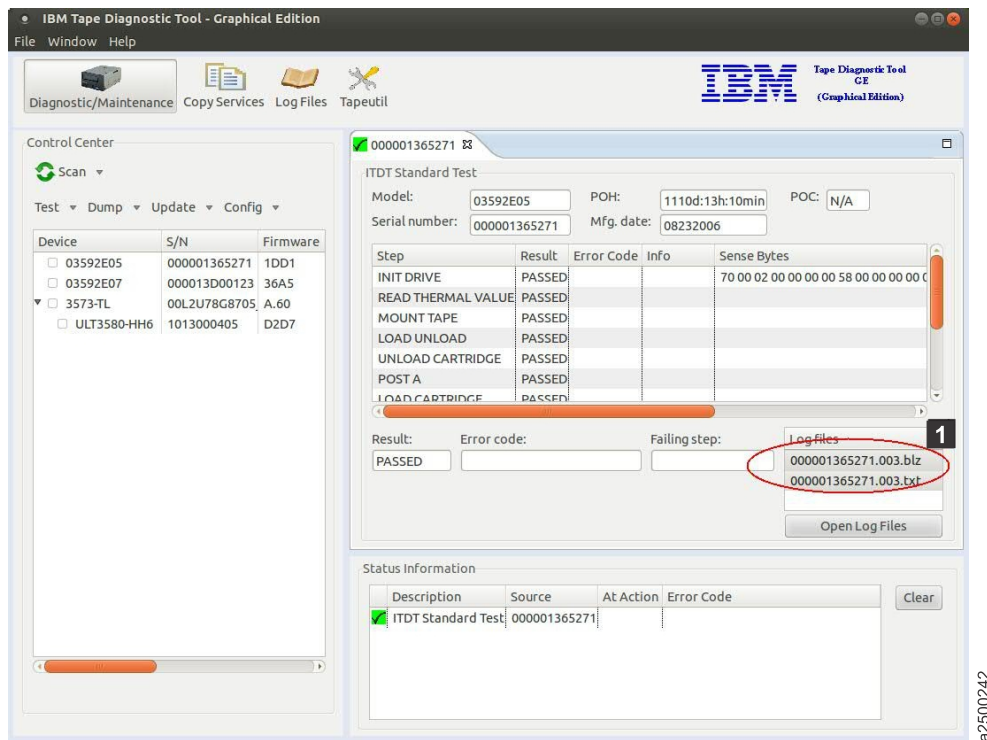 IBM Tape Diagnostic Tool - Graphical Edition
File Window Help
Diagnostic/Maintenance Copy Services Log Files Tapeutil
IBM
Tape Diagnostic Tool
GE
(Graphical Edition)
Control Center
Scan
Test Dump Update Config
Device S/N Firmware
03592E05 000001365271 1DD1
03592E07 000013D00123 36A5
3573-TL 00L2U78G8705_ A.60
ULT3580-HH6 1013000405 D2D7
000001365271
ITDT Standard Test
Model: 03592E05 POH: 1110d:13h:10min POC: N/A
Serial number: 000001365271 Mfg. date: 08232006
Step Result Error Code Info Sense Bytes
INIT DRIVE PASSED 70 00 02 00 00 00 00 58 00 00 00 00
READ THERMAL VALUE PASSED
MOUNT TAPE PASSED
LOAD UNLOAD PASSED
UNLOAD CARTRIDGE PASSED
POST A PASSED
LOAD CARTRIDGE PASSED
Result: Error code: Failing step: Log files 1
PASSED 000001365271.003.blz
000001365271.003.txt
Open Log Files
Status Information
Description Source At Action Error Code Clear
ITDT Standard Test 000001365271
a2500242